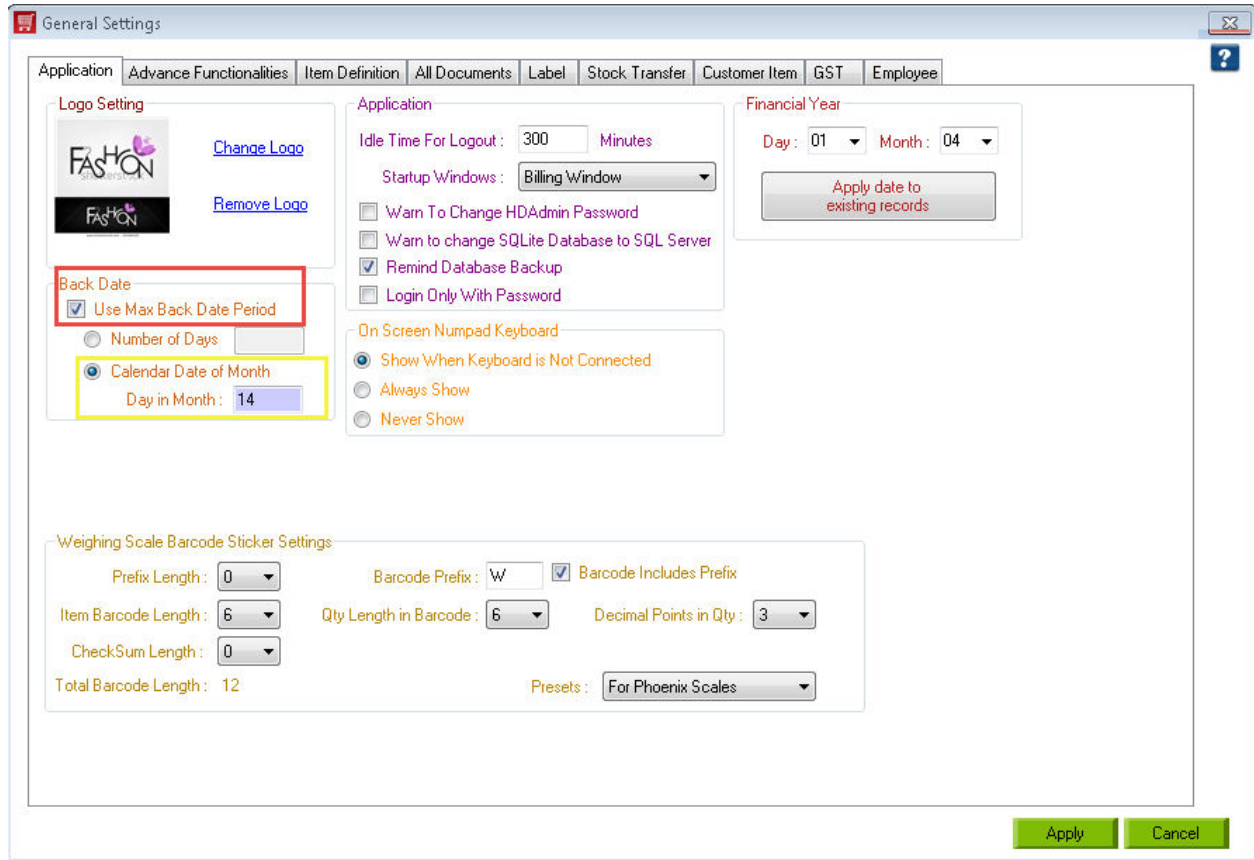 General Settings
?
Application Advance Functionalities Item Definition All Documents Label Stock Transfer Customer Item GST Employee
Logo Setting
FASHION
FASHION
Change Logo
Remove Logo
Back Date
Use Max Back Date Period
Number of Days
Calendar Date of Month
Day in Month : 14
Application
Idle Time For Logout : 300 Minutes
Startup Windows : Billing Window
Warn To Change HDAdmin Password
Warn to change SQLite Database to SQL Server
Remind Database Backup
Login Only With Password
On Screen Numpad Keyboard
Show When Keyboard is Not Connected
Always Show
Never Show
Financial Year
Day : 01 Month : 04
Apply date to
existing records
Weighing Scale Barcode Sticker Settings
Prefix Length : 0 Barcode Prefix : W Barcode Includes Prefix
Item Barcode Length : 6 Qty Length in Barcode : 6 Decimal Points in Qty : 3
CheckSum Length : 0
Total Barcode Length : 12 Presets : For Phoenix Scales
Apply Cancel